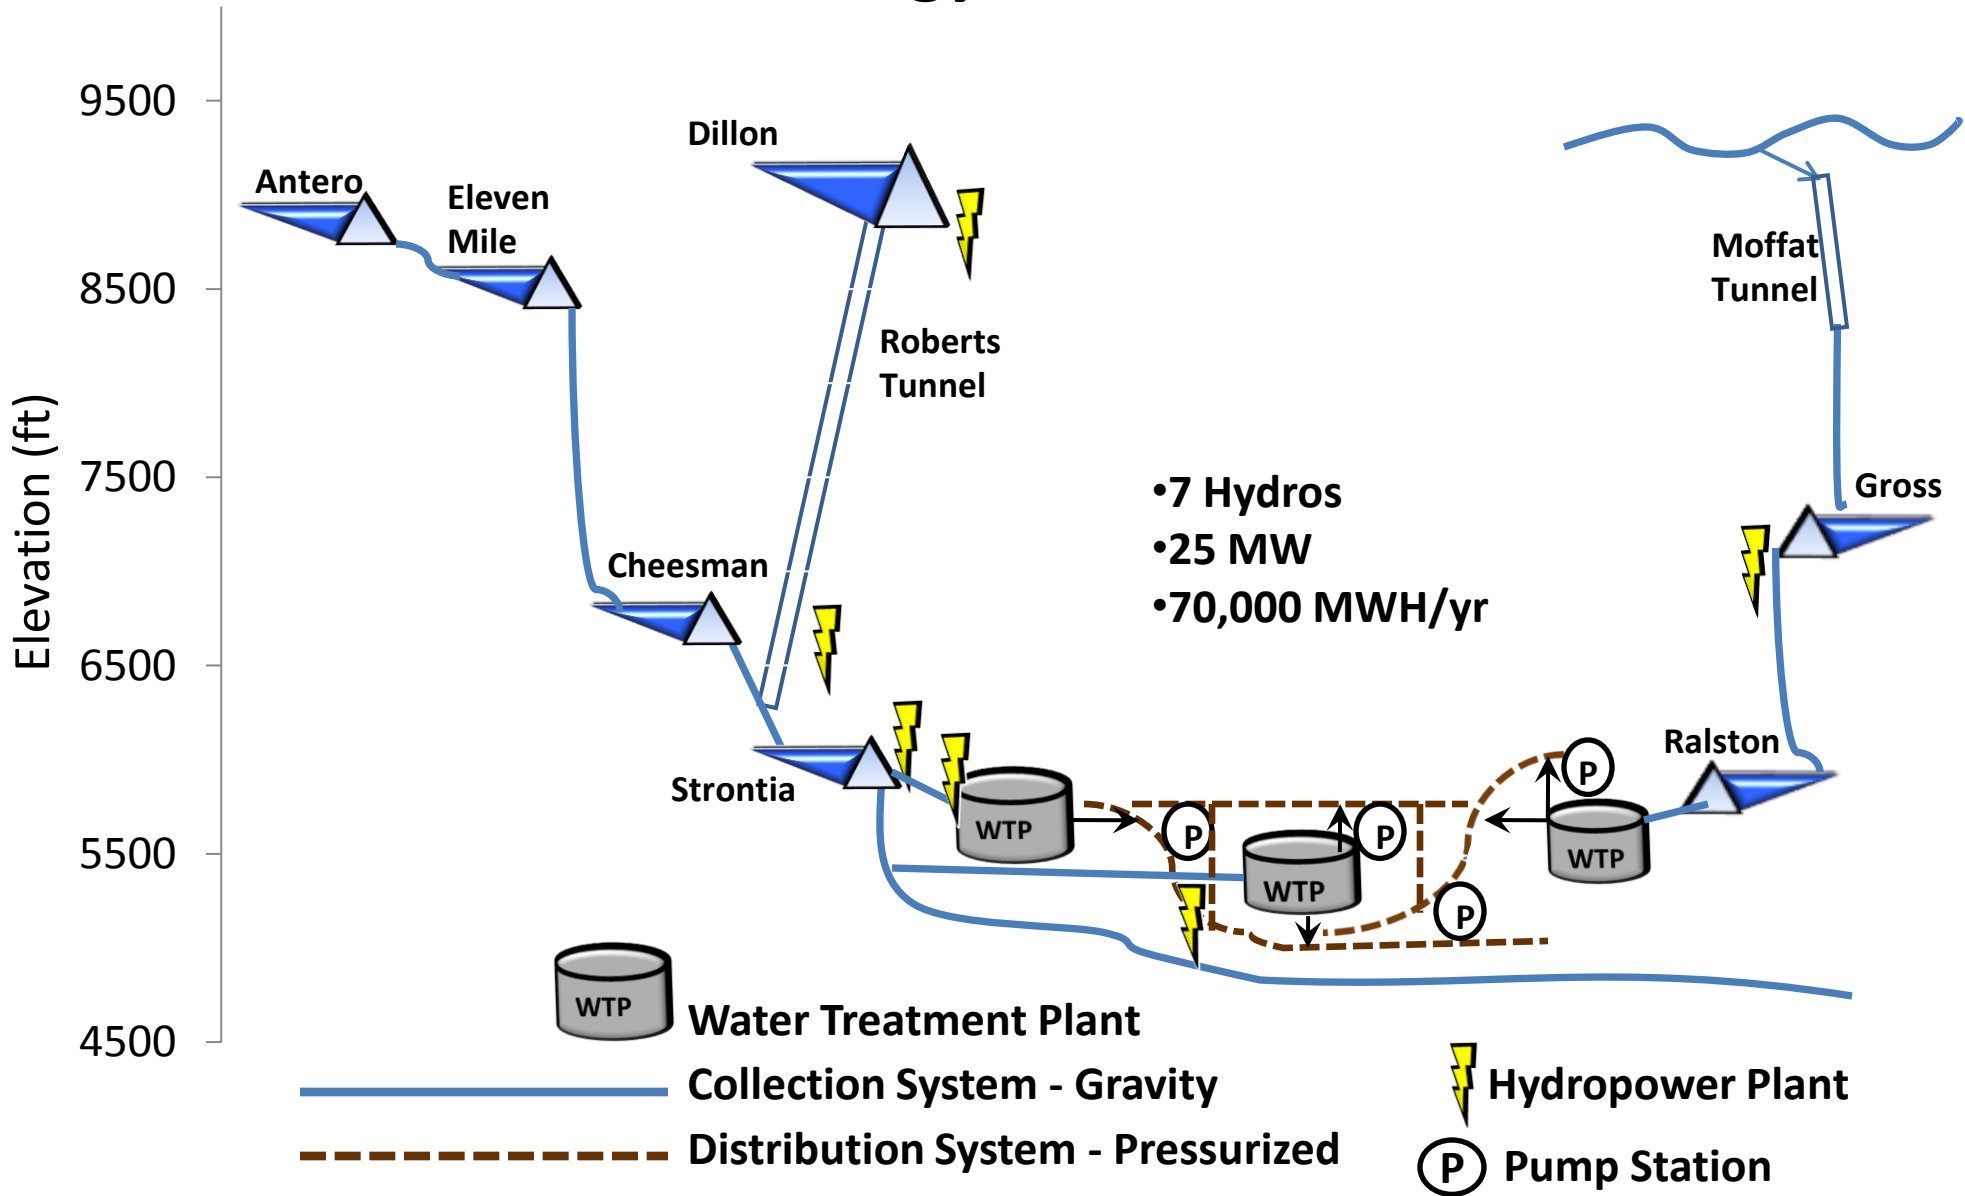 9500
8500
7500
6500
5500
4500
Elevation (ft)
Antero
Eleven
Mile
Dillon
Roberts
Tunnel
Cheesman
Strontia
•7 Hydros
•25 MW
•70,000 MWH/yr
Moffat
Tunnel
Gross
Ralston
WTP
P
WTP
P
P
P
WTP
WTP
Water Treatment Plant
Collection System - Gravity
Distribution System - Pressurized
Hydropower Plant
P
Pump Station